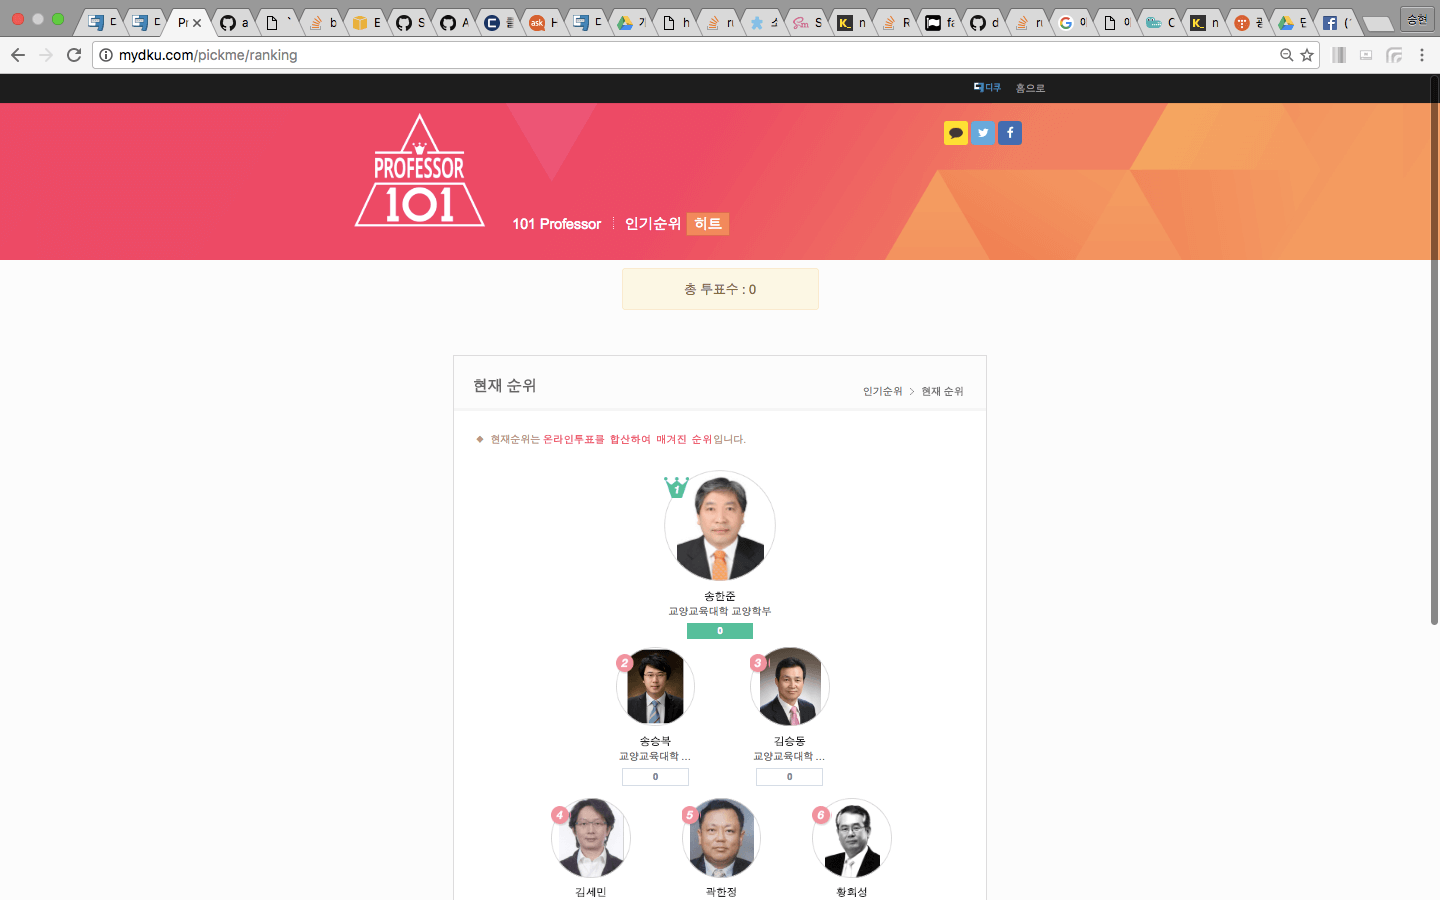 Pr
a
b
E
S
A
H
h
n
S
n
R
fa
d
C
n
승현
mydku.com/pickme/ranking
디쿠 홈으로
PROFESSOR
101
101 Professor 인기순위 히트
총 투표수 : 0
현재 순위
인기순위 > 현재 순위
❖ 현재순위는 온라인투표를 합산하여 매겨진 순위입니다.
1
송한준
교양교육대학 교양학부
0
2 3
송승복 김승동
교양교육대학 ... 교양교육대학 ...
0 0
4 5 6
김세민 곽한정 황희성